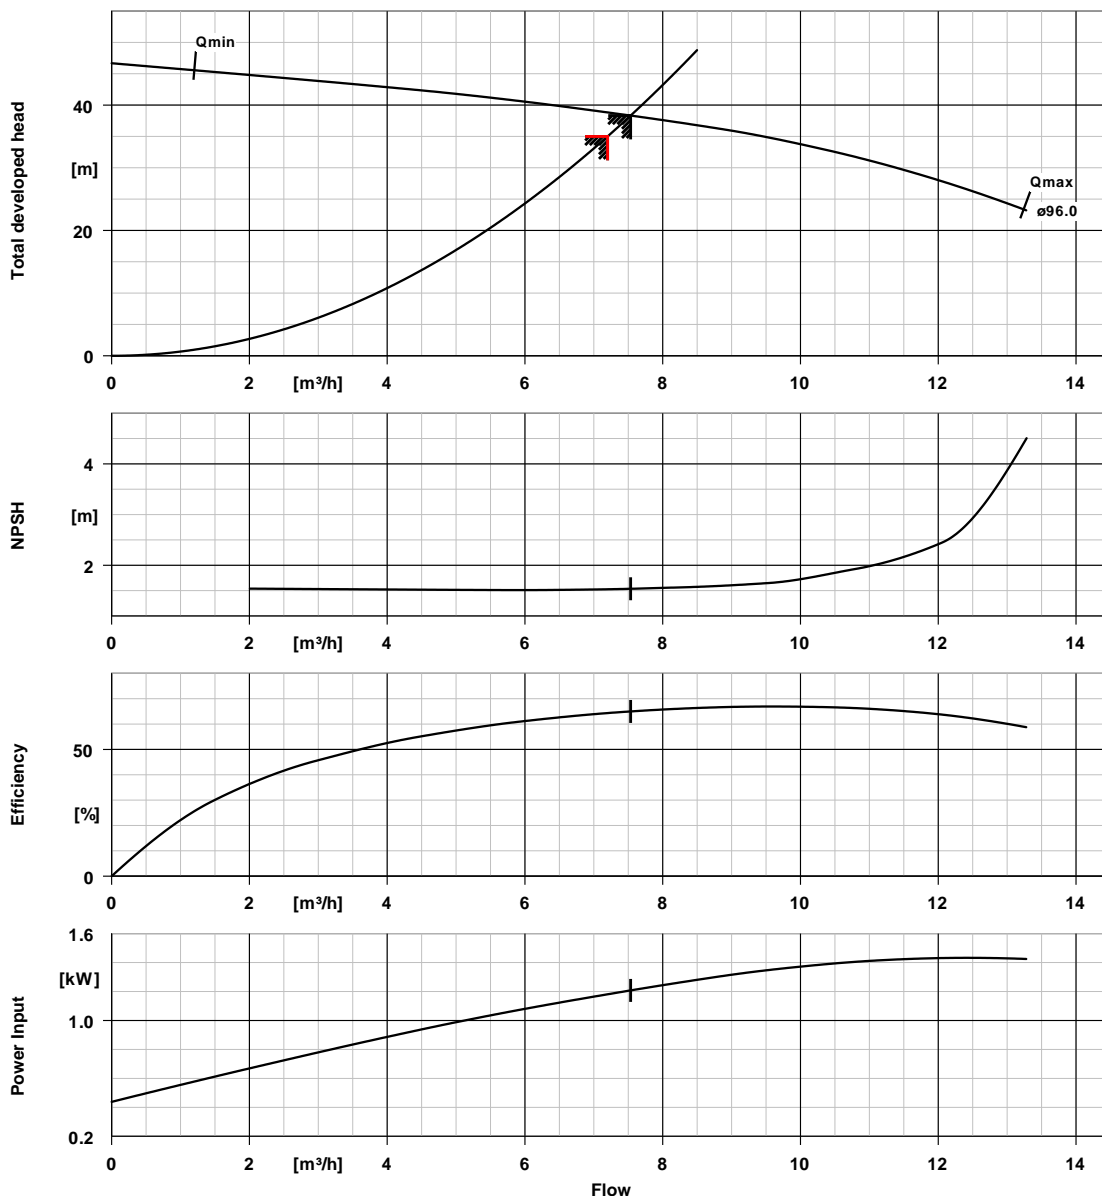 Qmin
40
Total developed head
[m]
Qmax
ø96.0
20
0
0 2 [m³/h] 4 6 8 10 12 14
4
NPSH
[m]
2
0 2 [m³/h] 4 6 8 10 12 14
50
Efficiency
[%]
0
0 2 [m³/h] 4 6 8 10 12 14
1.6
[kW]
1.0
Power Input
0.2
0 2 [m³/h] 4 6 8 10 12 14
Flow